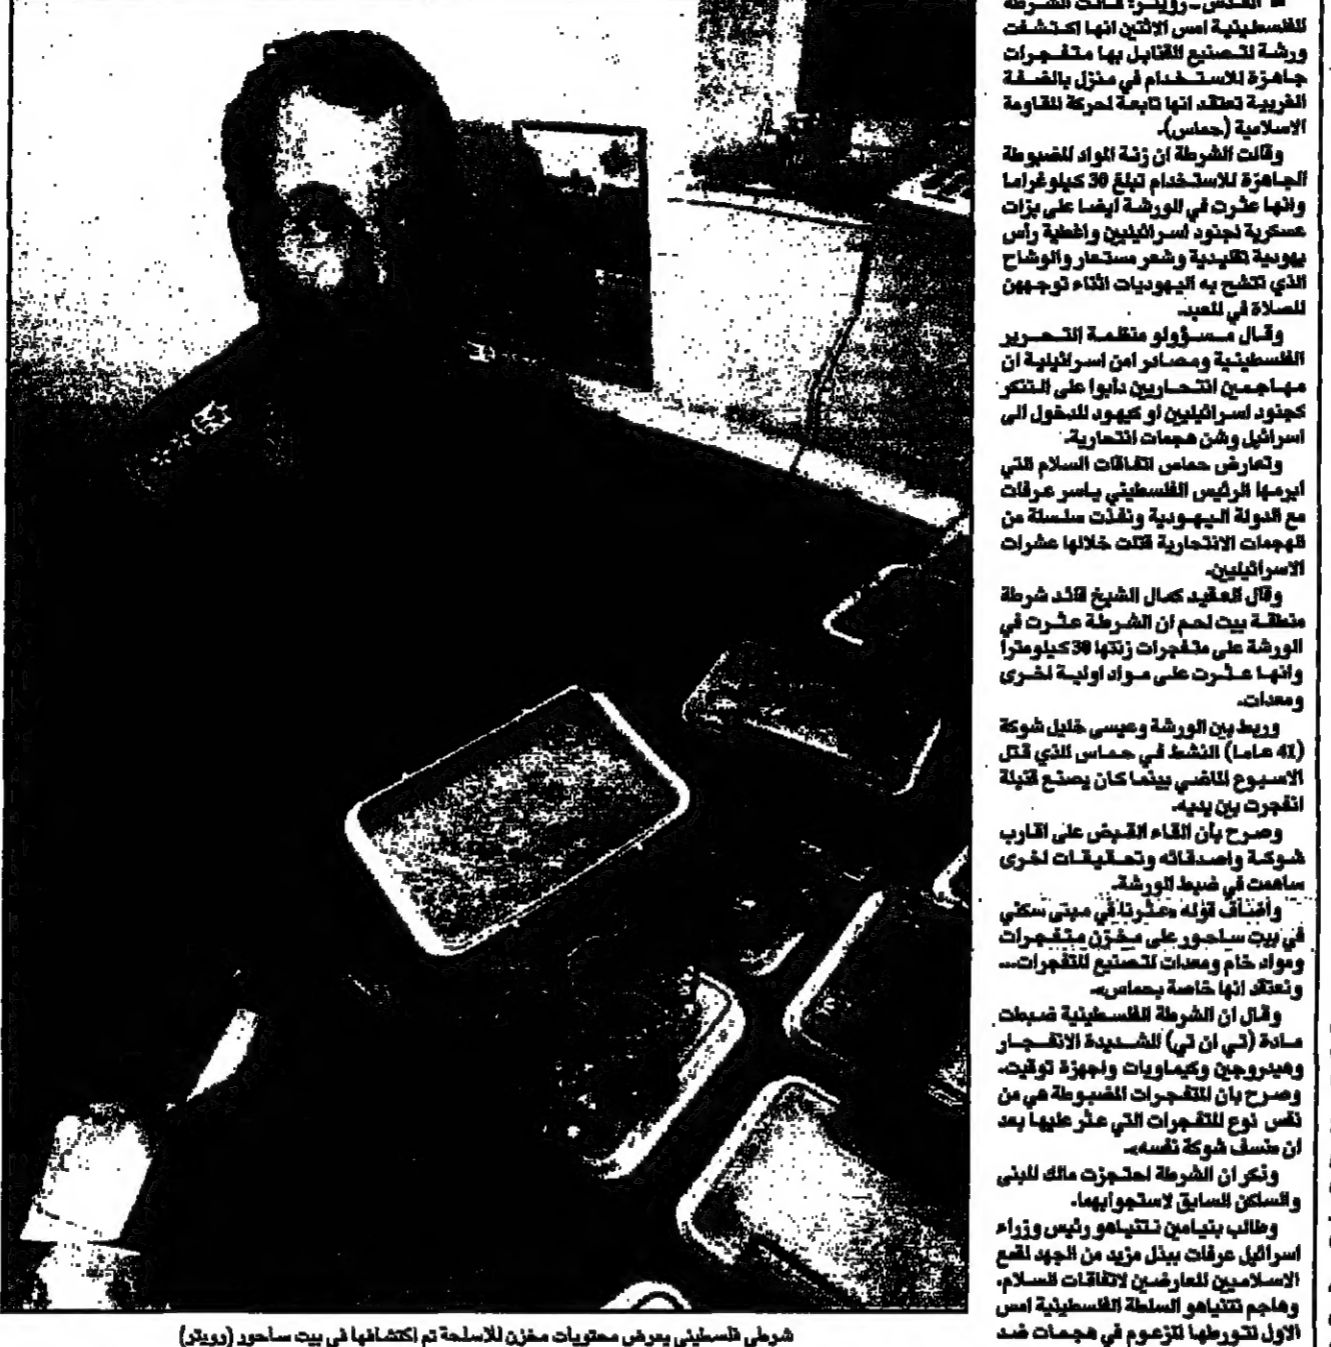 ■ القدس ـ رويتر: قالت الشرطة
الفلسطينية امس الاثنين انها اكتشفت
ورشة لتصنيع القنابل بها متفجرات
جاهزة للاستخدام في منزل بالضفة
الغربية تعتقد انها تابعة لحركة المقاومة
الاسلامية (حماس).
وقالت الشرطة ان زنة المواد المضبوطة
الجاهزة للاستخدام تبلغ 30 كيلوغراما
وانها عثرت في الورشة ايضا على بزات
عسكرية لجنود اسرائيليين واغطية رأس
يهودية تقليدية وشعر مستعار والوشاح
الذي تتشح به اليهوديات اثناء توجههن
للصلاة في المعبد.
وقال مسؤولو منظمة التحرير
الفلسطينية ومصادر امن اسرائيلية ان
مهاجمين انتحاريين دأبوا على التنكر
كجنود اسرائيليين او كيهود للدخول الى
اسرائيل وشن هجمات انتحارية.
وتعارض حماس اتفاقات السلام التي
ابرمها الرئيس الفلسطيني ياسر عرفات
مع الدولة اليهودية ونفذت سلسلة من
الهجمات الانتحارية قتلت خلالها عشرات
الاسرائيليين.
وقال العقيد كمال الشيخ قائد شرطة
منطقة بيت لحم ان الشرطة عثرت في
الورشة على متفجرات زنتها 30 كيلومترا
وانها عثرت على مواد اولية اخرى
ومعدات.
وربط بين الورشة وعيسى خليل شوكة
(41 عاما) النشط في حماس الذي قتل
الاسبوع الماضي بينما كان يصنع قنبلة
انفجرت بين يديه.
وصرح بأن القاء القبض على اقارب
شوكة واصدقائه وتحقيقات اخرى
ساهمت في ضبط الورشة.
وأضاف قوله «عثرنا في مبنى سكني
في بيت ساحور على مخزن متفجرات
ومواد خام ومعدات لتصنيع المتفجرات...
ونعتقد انها خاصة بحماس».
وقال ان الشرطة الفلسطينية ضبطت
مادة (تي ان تي) الشديدة الانفجار
وهيدروجين وكيماويات واجهزة توقيت.
وصرح بان المتفجرات المضبوطة هي من
نفس نوع المتفجرات التي عثر عليها بعد
ان «نسف شوكة نفسه».
وذكر ان الشرطة احتجزت مالك المبنى
والساكن السابق لاستجوابهما.
وطالب بنيامين نتنياهو رئيس وزراء
اسرائيل عرفات ببذل مزيد من الجهد لقمع
الاسلاميين المعارضين لاتفاقات السلام.
وهاجم نتنياهو السلطة الفلسطينية امس
الاول لتورطها المزعوم في هجمات ضد
شرطي فلسطيني يعرض محتويات مخزن للاسلحة تم اكتشافها في بيت ساحور (رويتر)